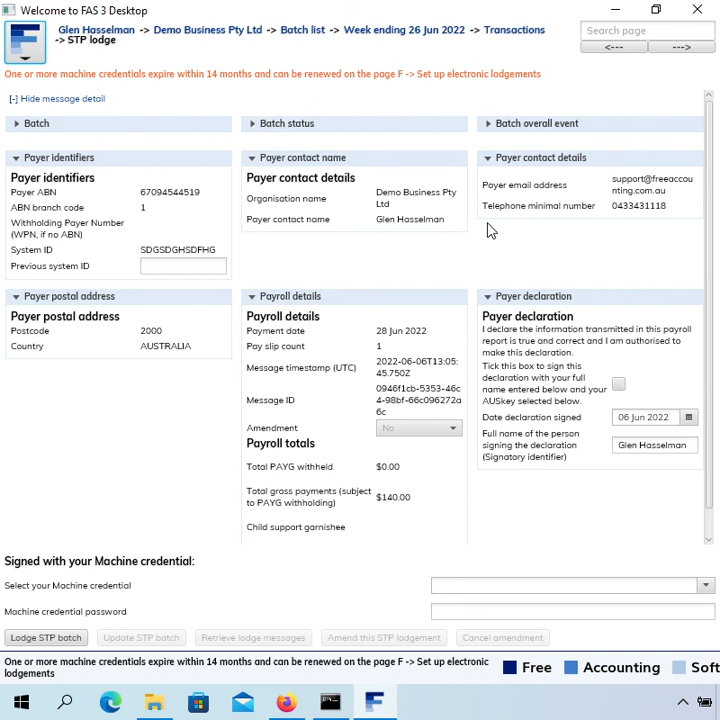 Welcome to FAS 3 Desktop
Glen Hasselman -> Demo Business Pty Ltd -> Batch list -> Week ending 26 Jun 2022 -> Transactions
-> STP lodge
Search page
<---
--->
One or more machine credentials expire within 14 months and can be renewed on the page F -> Set up electronic lodgements
[-] Hide message detail
Batch
Batch status
Batch overall event
Payer identifiers
Payer identifiers
Payer ABN 67094544519
ABN branch code 1
Withholding Payer Number
(WPN, if no ABN)
System ID SDGSDGHSDFHG
Previous system ID
Payer contact name
Payer contact details
Organisation name Demo Business Pty
Ltd
Payer contact name Glen Hasselman
Payer contact details
Payer email address support@freeaccou
nting.com.au
Telephone minimal number 0433431118
Payer postal address
Payer postal address
Postcode 2000
Country AUSTRALIA
Payroll details
Payroll details
Payment date 28 Jun 2022
Pay slip count 1
Message timestamp (UTC) 2022-06-06T13:05:
45.750Z
Message ID 0946f1cb-5353-46c
4-98bf-66c096272a
6c
Amendment No
Payroll totals
Total PAYG withheld $0.00
Total gross payments (subject
to PAYG withholding) $140.00
Child support garnishee
Payer declaration
Payer declaration
I declare the information transmitted in this payroll
report is true and correct and I am authorised to
make this declaration.
Tick this box to sign this
declaration with your full
name entered below and your
AUSkey selected below.
Date declaration signed 06 Jun 2022
Full name of the person
signing the declaration Glen Hasselman
(Signatory identifier)
Signed with your Machine credential:
Select your Machine credential
Machine credential password
Lodge STP batch
Update STP batch
Retrieve lodge messages
Amend this STP lodgement
Cancel amendment
One or more machine credentials expire within 14 months and can be renewed on the page F -> Set up electronic
lodgements
Free Accounting Soft